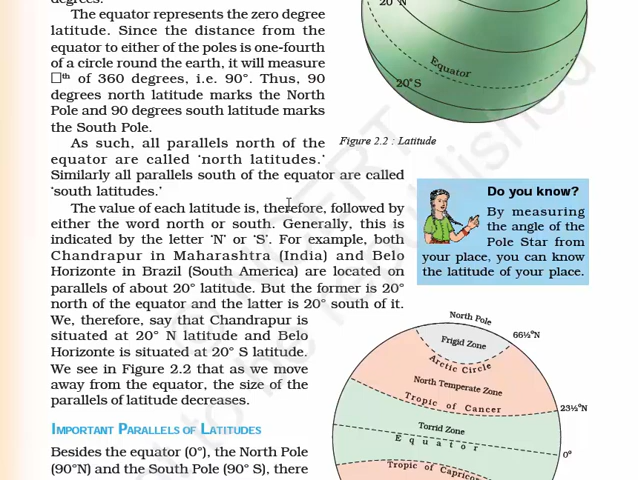 degrees.
The equator represents the zero degree
latitude. Since the distance from the
equator to either of the poles is one-fourth
of a circle round the earth, it will measure
□th of 360 degrees, i.e. 90°. Thus, 90
degrees north latitude marks the North
Pole and 90 degrees south latitude marks
the South Pole.
As such, all parallels north of the
equator are called 'north latitudes.'
Similarly all parallels south of the equator are called
'south latitudes.'
The value of each latitude is, therefore, followed by
either the word north or south. Generally, this is
indicated by the letter 'N' or 'S'. For example, both
Chandrapur in Maharashtra (India) and Belo
Horizonte in Brazil (South America) are located on
parallels of about 20° latitude. But the former is 20°
north of the equator and the latter is 20° south of it.
We, therefore, say that Chandrapur is
situated at 20° N latitude and Belo
Horizonte is situated at 20° S latitude.
We see in Figure 2.2 that as we move
away from the equator, the size of the
parallels of latitude decreases.
IMPORTANT PARALLELS OF LATITUDES
Besides the equator (0°), the North Pole
(90°N) and the South Pole (90° S), there
20°N
Equator
20°S
Figure 2.2 : Latitude
Do you know?
By measuring
the angle of the
Pole Star from
your place, you can know
the latitude of your place.
North Pole
66½°N
Frigid Zone
Arctic Circle
North Temperate Zone
Tropic of Cancer
23½°N
Torrid Zone
Equator
0°
Tropic of Capricorn